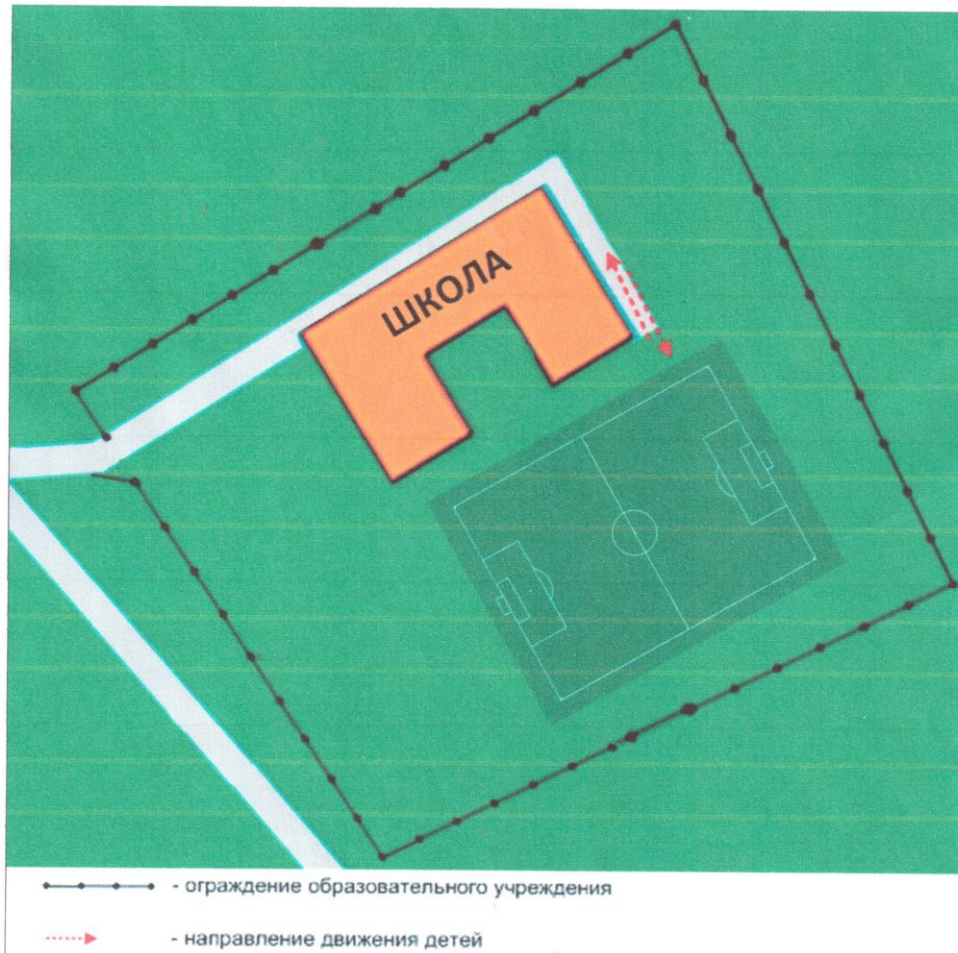 ШКОЛА
- ограждение образовательного учреждения
- направление движения детей